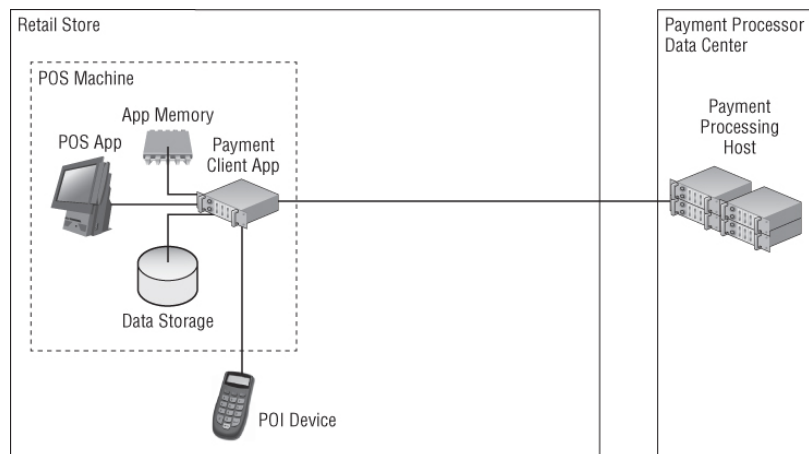 Retail Store
Payment Processor
Data Center
POS Machine
App Memory
POS App
Payment
Client App
Payment
Processing
Host
Data Storage
POI Device